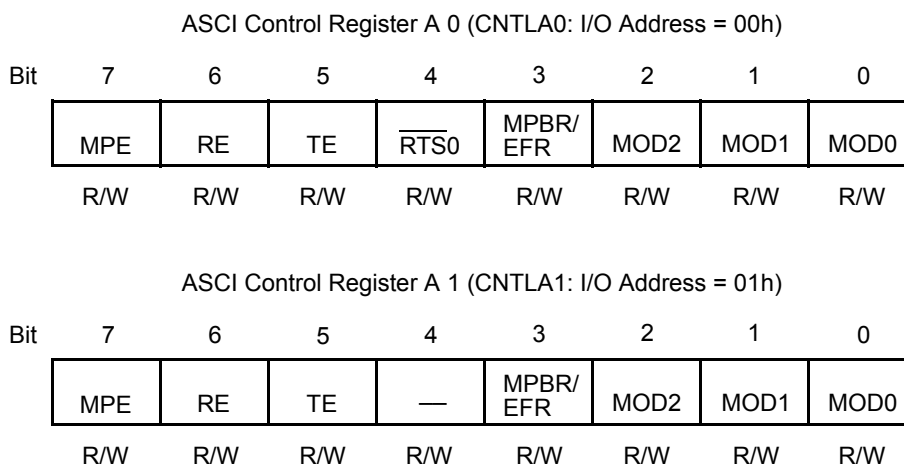 ASCI Control Register A 0 (CNTLA0: I/O Address = 00h)
Bit 7 6 5 4 3 2 1 0
MPE RE TE RTS0 MPBR/ EFR MOD2 MOD1 MOD0
R/W R/W R/W R/W R/W R/W R/W R/W
ASCI Control Register A 1 (CNTLA1: I/O Address = 01h)
Bit 7 6 5 4 3 2 1 0
MPE RE TE — MPBR/ EFR MOD2 MOD1 MOD0
R/W R/W R/W R/W R/W R/W R/W R/W